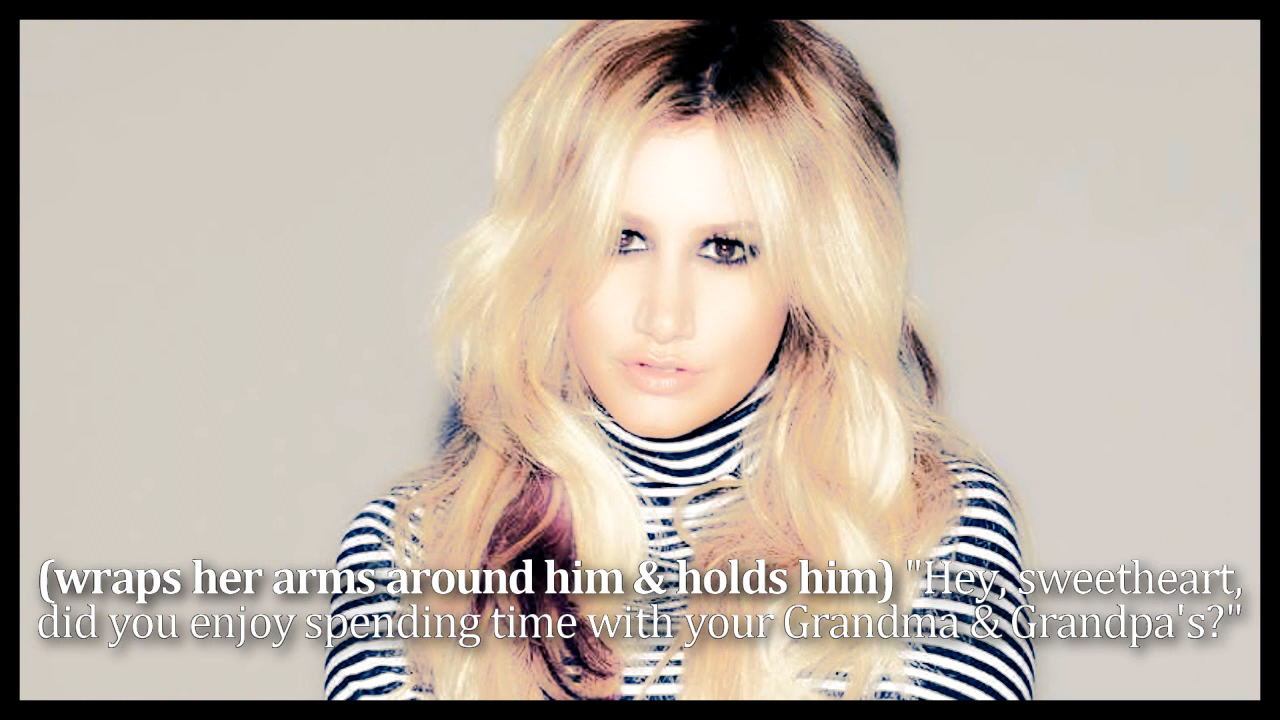 (wraps her arms around him & holds him) "Hey, sweetheart,
did you enjoy spending time with your Grandma & Grandpa's?"